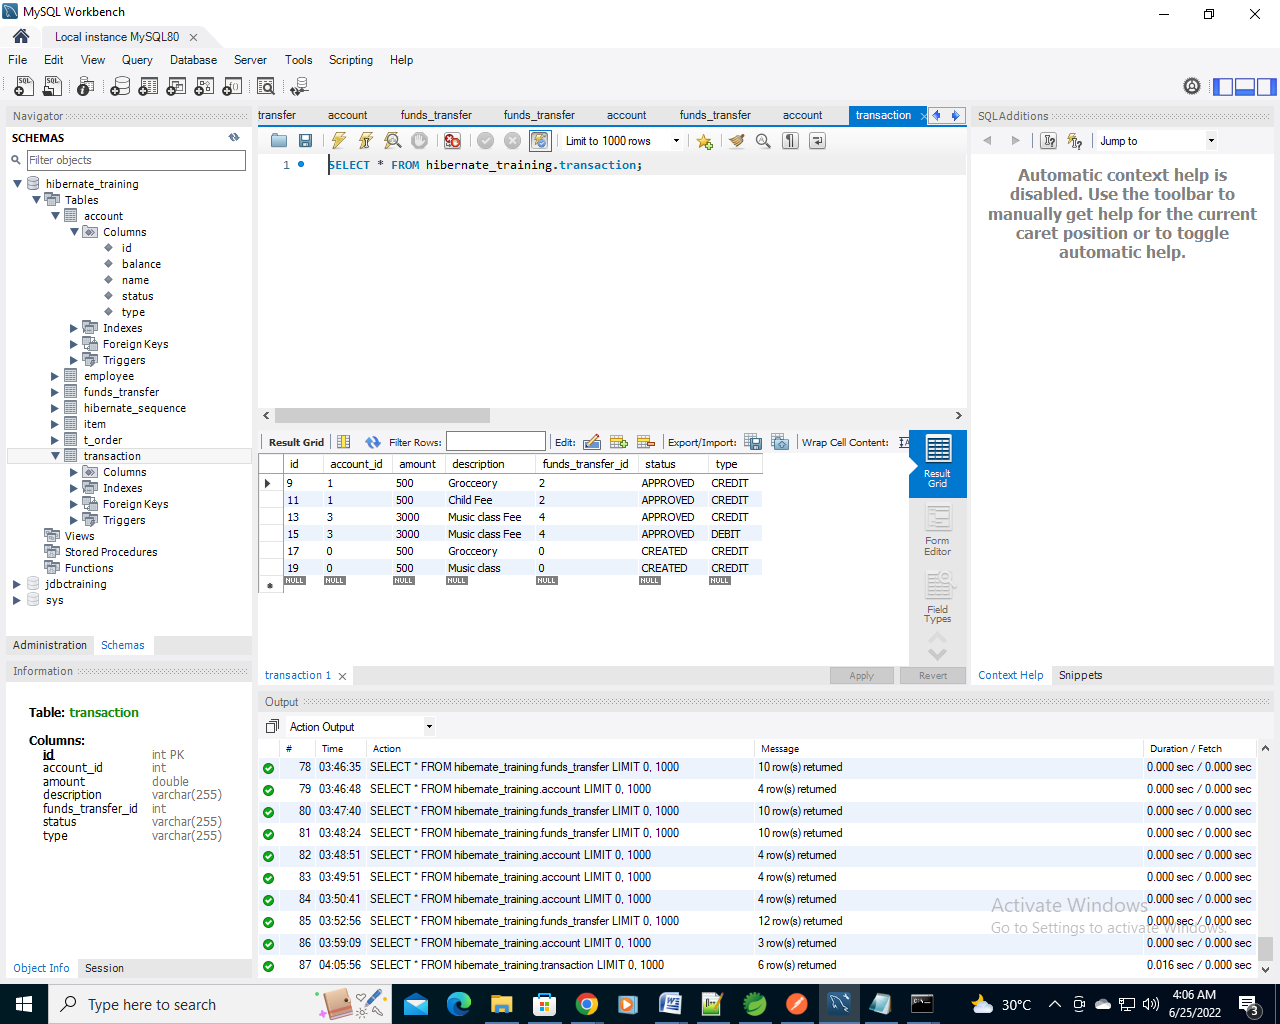 MySQL Workbench
Local instance MySQL80
File Edit View Query Database Server Tools Scripting Help
Navigator
SCHEMAS
Filter objects
hibernate_training
Tables
account
Columns
id
balance
name
status
type
Indexes
Foreign Keys
Triggers
employee
funds_transfer
hibernate_sequence
item
t_order
transaction
Columns
Indexes
Foreign Keys
Triggers
Views
Stored Procedures
Functions
jdbctraining
sys
Administration Schemas
Information
Table: transaction
Columns:
id int PK
account_id int
amount double
description varchar(255)
funds_transfer_id int
status varchar(255)
type varchar(255)
Object Info Session
transfer account funds_transfer funds_transfer account funds_transfer account transaction
Limit to 1000 rows
1 SELECT * FROM hibernate_training.transaction;
Result Grid Filter Rows: Edit: Export/Import: Wrap Cell Content:
id account_id amount description funds_transfer_id status type
9 1 500 Grocceory 2 APPROVED CREDIT
11 1 500 Child Fee 2 APPROVED CREDIT
13 3 3000 Music class Fee 4 APPROVED CREDIT
15 3 3000 Music class Fee 4 APPROVED DEBIT
17 0 500 Grocceory 0 CREATED CREDIT
19 0 500 Music class 0 CREATED CREDIT
NULL NULL NULL NULL NULL NULL NULL
Result
Grid
Form
Editor
Field
Types
transaction 1 Apply Revert
SQLAdditions
Jump to
Automatic context help is
disabled. Use the toolbar to
manually get help for the current
caret position or to toggle
automatic help.
Context Help Snippets
Output
Action Output
# Time Action Message Duration / Fetch
78 03:46:35 SELECT * FROM hibernate_training.funds_transfer LIMIT 0, 1000 10 row(s) returned 0.000 sec / 0.000 sec
79 03:46:48 SELECT * FROM hibernate_training.account LIMIT 0, 1000 4 row(s) returned 0.000 sec / 0.000 sec
80 03:47:40 SELECT * FROM hibernate_training.funds_transfer LIMIT 0, 1000 10 row(s) returned 0.000 sec / 0.000 sec
81 03:48:24 SELECT * FROM hibernate_training.funds_transfer LIMIT 0, 1000 10 row(s) returned 0.000 sec / 0.000 sec
82 03:48:51 SELECT * FROM hibernate_training.account LIMIT 0, 1000 4 row(s) returned 0.000 sec / 0.000 sec
83 03:49:51 SELECT * FROM hibernate_training.account LIMIT 0, 1000 4 row(s) returned 0.000 sec / 0.000 sec
84 03:50:41 SELECT * FROM hibernate_training.account LIMIT 0, 1000 4 row(s) returned 0.000 sec / 0.000 sec
85 03:52:56 SELECT * FROM hibernate_training.funds_transfer LIMIT 0, 1000 12 row(s) returned 0.000 sec / 0.000 sec
86 03:59:09 SELECT * FROM hibernate_training.account LIMIT 0, 1000 3 row(s) returned 0.000 sec / 0.000 sec
87 04:05:56 SELECT * FROM hibernate_training.transaction LIMIT 0, 1000 6 row(s) returned 0.016 sec / 0.000 sec
Activate Windows
Go to Settings to activate Windows.
Type here to search
30°C
4:06 AM
6/25/2022
3